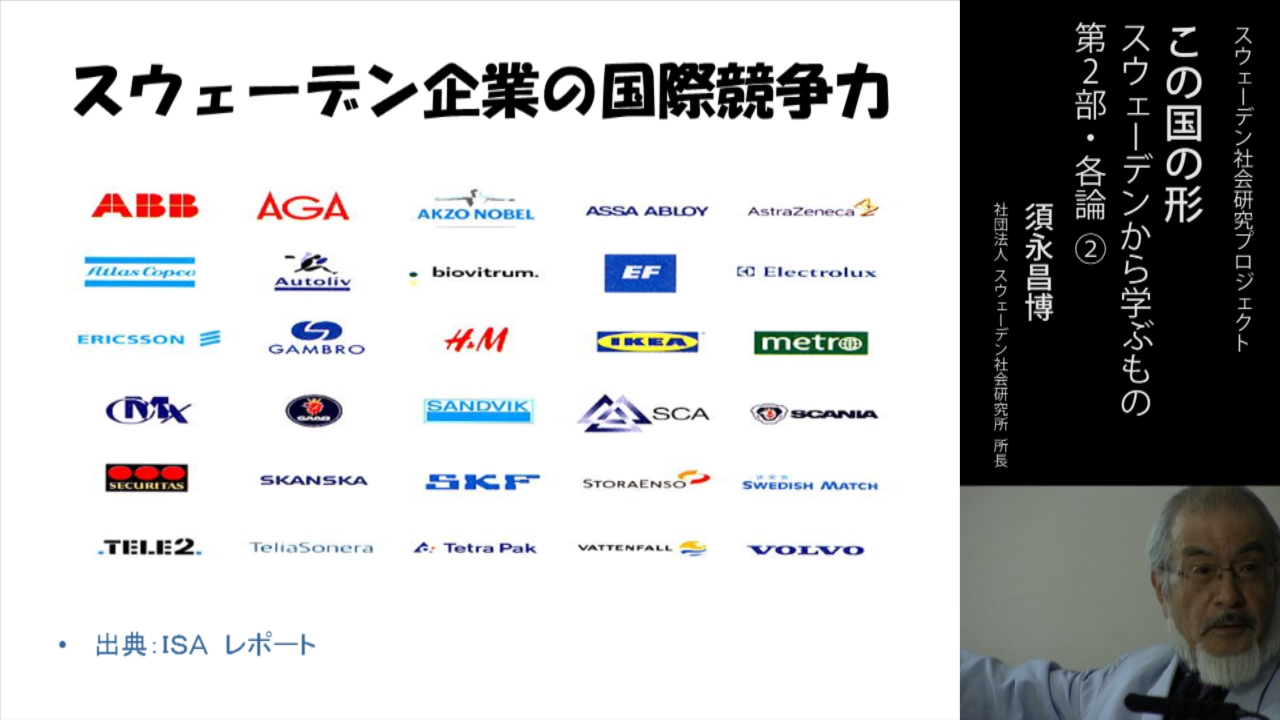 スウェーデン企業の国際競争力
ABB
AGA
AKZO NOBEL
ASSA ABLOY
AstraZeneca
Atlas Copco
Autoliv
biovitrum.
EF
Electrolux
ERICSSON
GAMBRO
H&M
IKEA
metro
OMX
SAAB
SANDVIK
SCA
SCANIA
SECURITAS
SKANSKA
SKF
STORAENSO
SWEDISH MATCH
.TELE2.
TeliaSonera
Tetra Pak
VATTENFALL
VOLVO
• 出典：ISA レポート
スウェーデン社会研究プロジェクト
この国の形
スウェーデンから学ぶもの
第2部・各論 ②
須永昌博
社団法人 スウェーデン社会研究所 所長